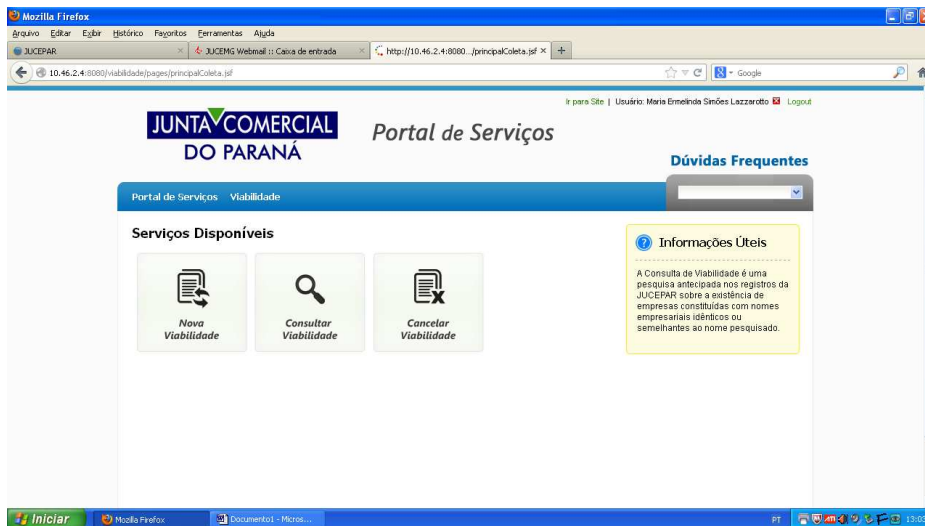 Mozilla Firefox
Arquivo Editar Exibir Histórico Favoritos Ferramentas Ajuda
JUCEPAR × JUCEMG Webmail :: Caixa de entrada × http://10.46.2.4:8080.../principalColeta.jsf × +
10.46.2.4:8080/viabilidade/pages/principalColeta.jsf Google
Ir para Site | Usuário: Maria Ermelinda Simões Lazzarotto Logout
JUNTA COMERCIAL
DO PARANÁ
Portal de Serviços
Dúvidas Frequentes
Portal de Serviços Viabilidade
Serviços Disponíveis
Nova
Viabilidade
Consultar
Viabilidade
Cancelar
Viabilidade
Informações Úteis
A Consulta de Viabilidade é uma
pesquisa antecipada nos registros da
JUCEPAR sobre a existência de
empresas constituídas com nomes
empresariais idênticos ou
semelhantes ao nome pesquisado.
Iniciar Mozilla Firefox Documento1 - Micros... PT 13:03